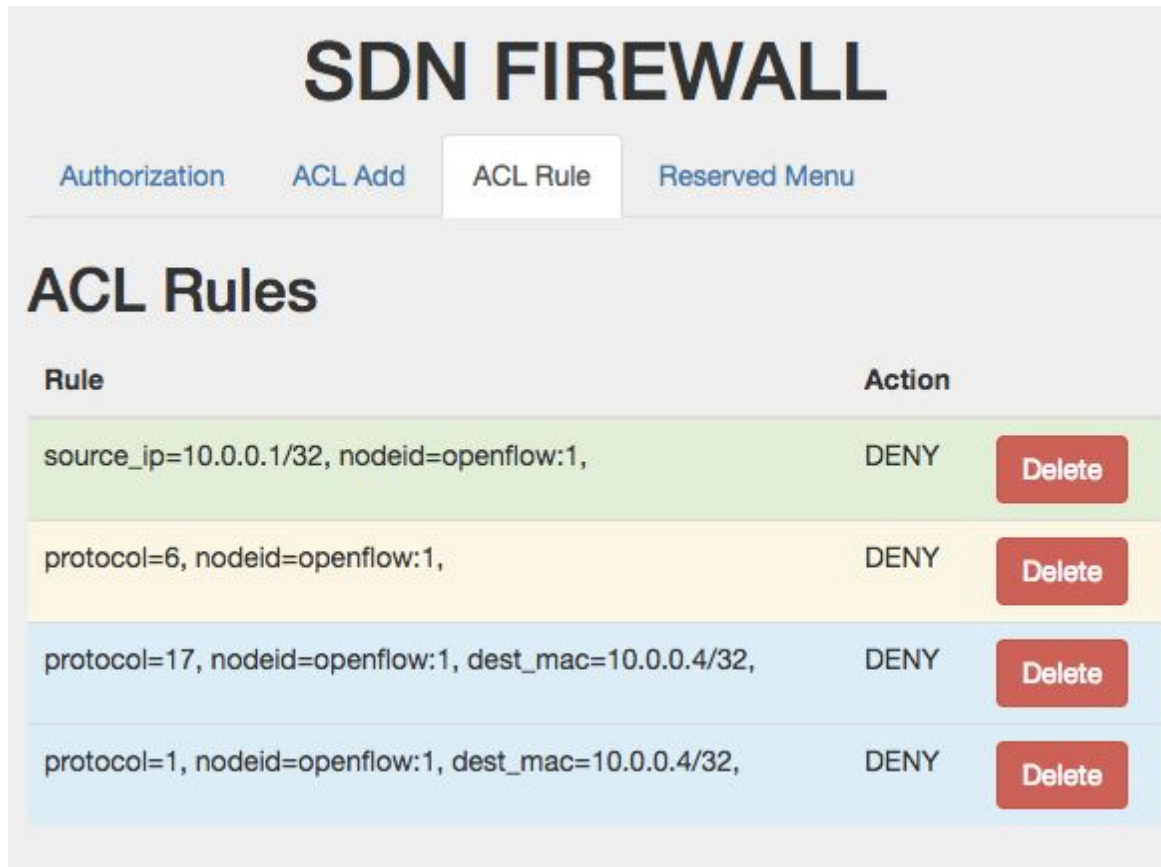 SDN FIREWALL
Authorization ACL Add ACL Rule Reserved Menu
ACL Rules
Rule Action
source_ip=10.0.0.1/32, nodeid=openflow:1, DENY Delete
protocol=6, nodeid=openflow:1, DENY Delete
protocol=17, nodeid=openflow:1, dest_mac=10.0.0.4/32, DENY Delete
protocol=1, nodeid=openflow:1, dest_mac=10.0.0.4/32, DENY Delete